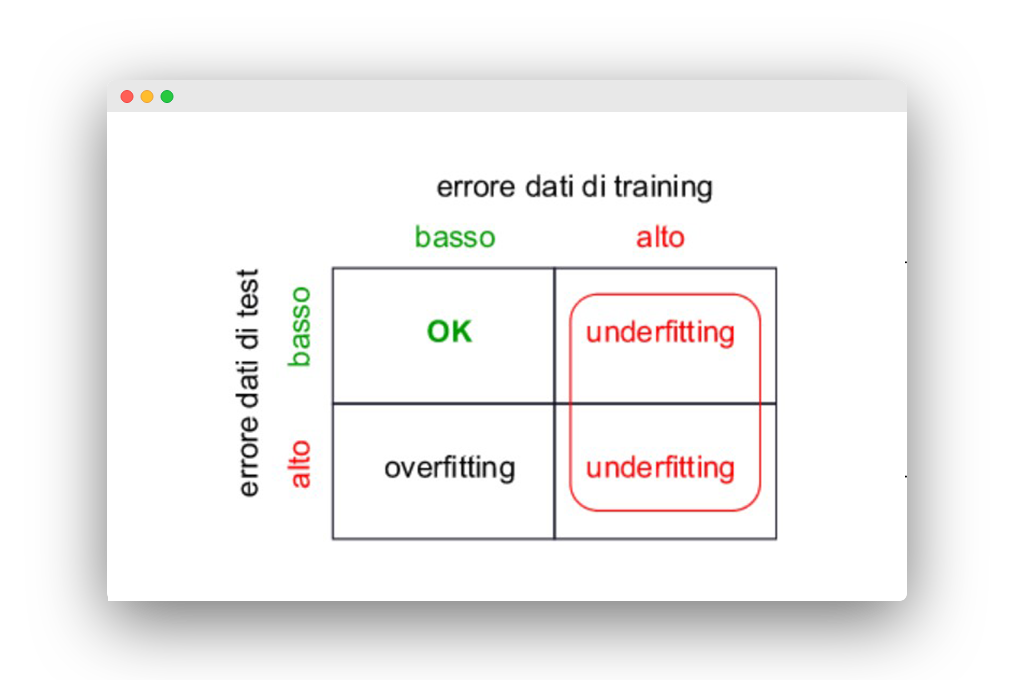 errore dati di training
basso alto
errore dati di test
basso
OK underfitting
alto
overfitting underfitting